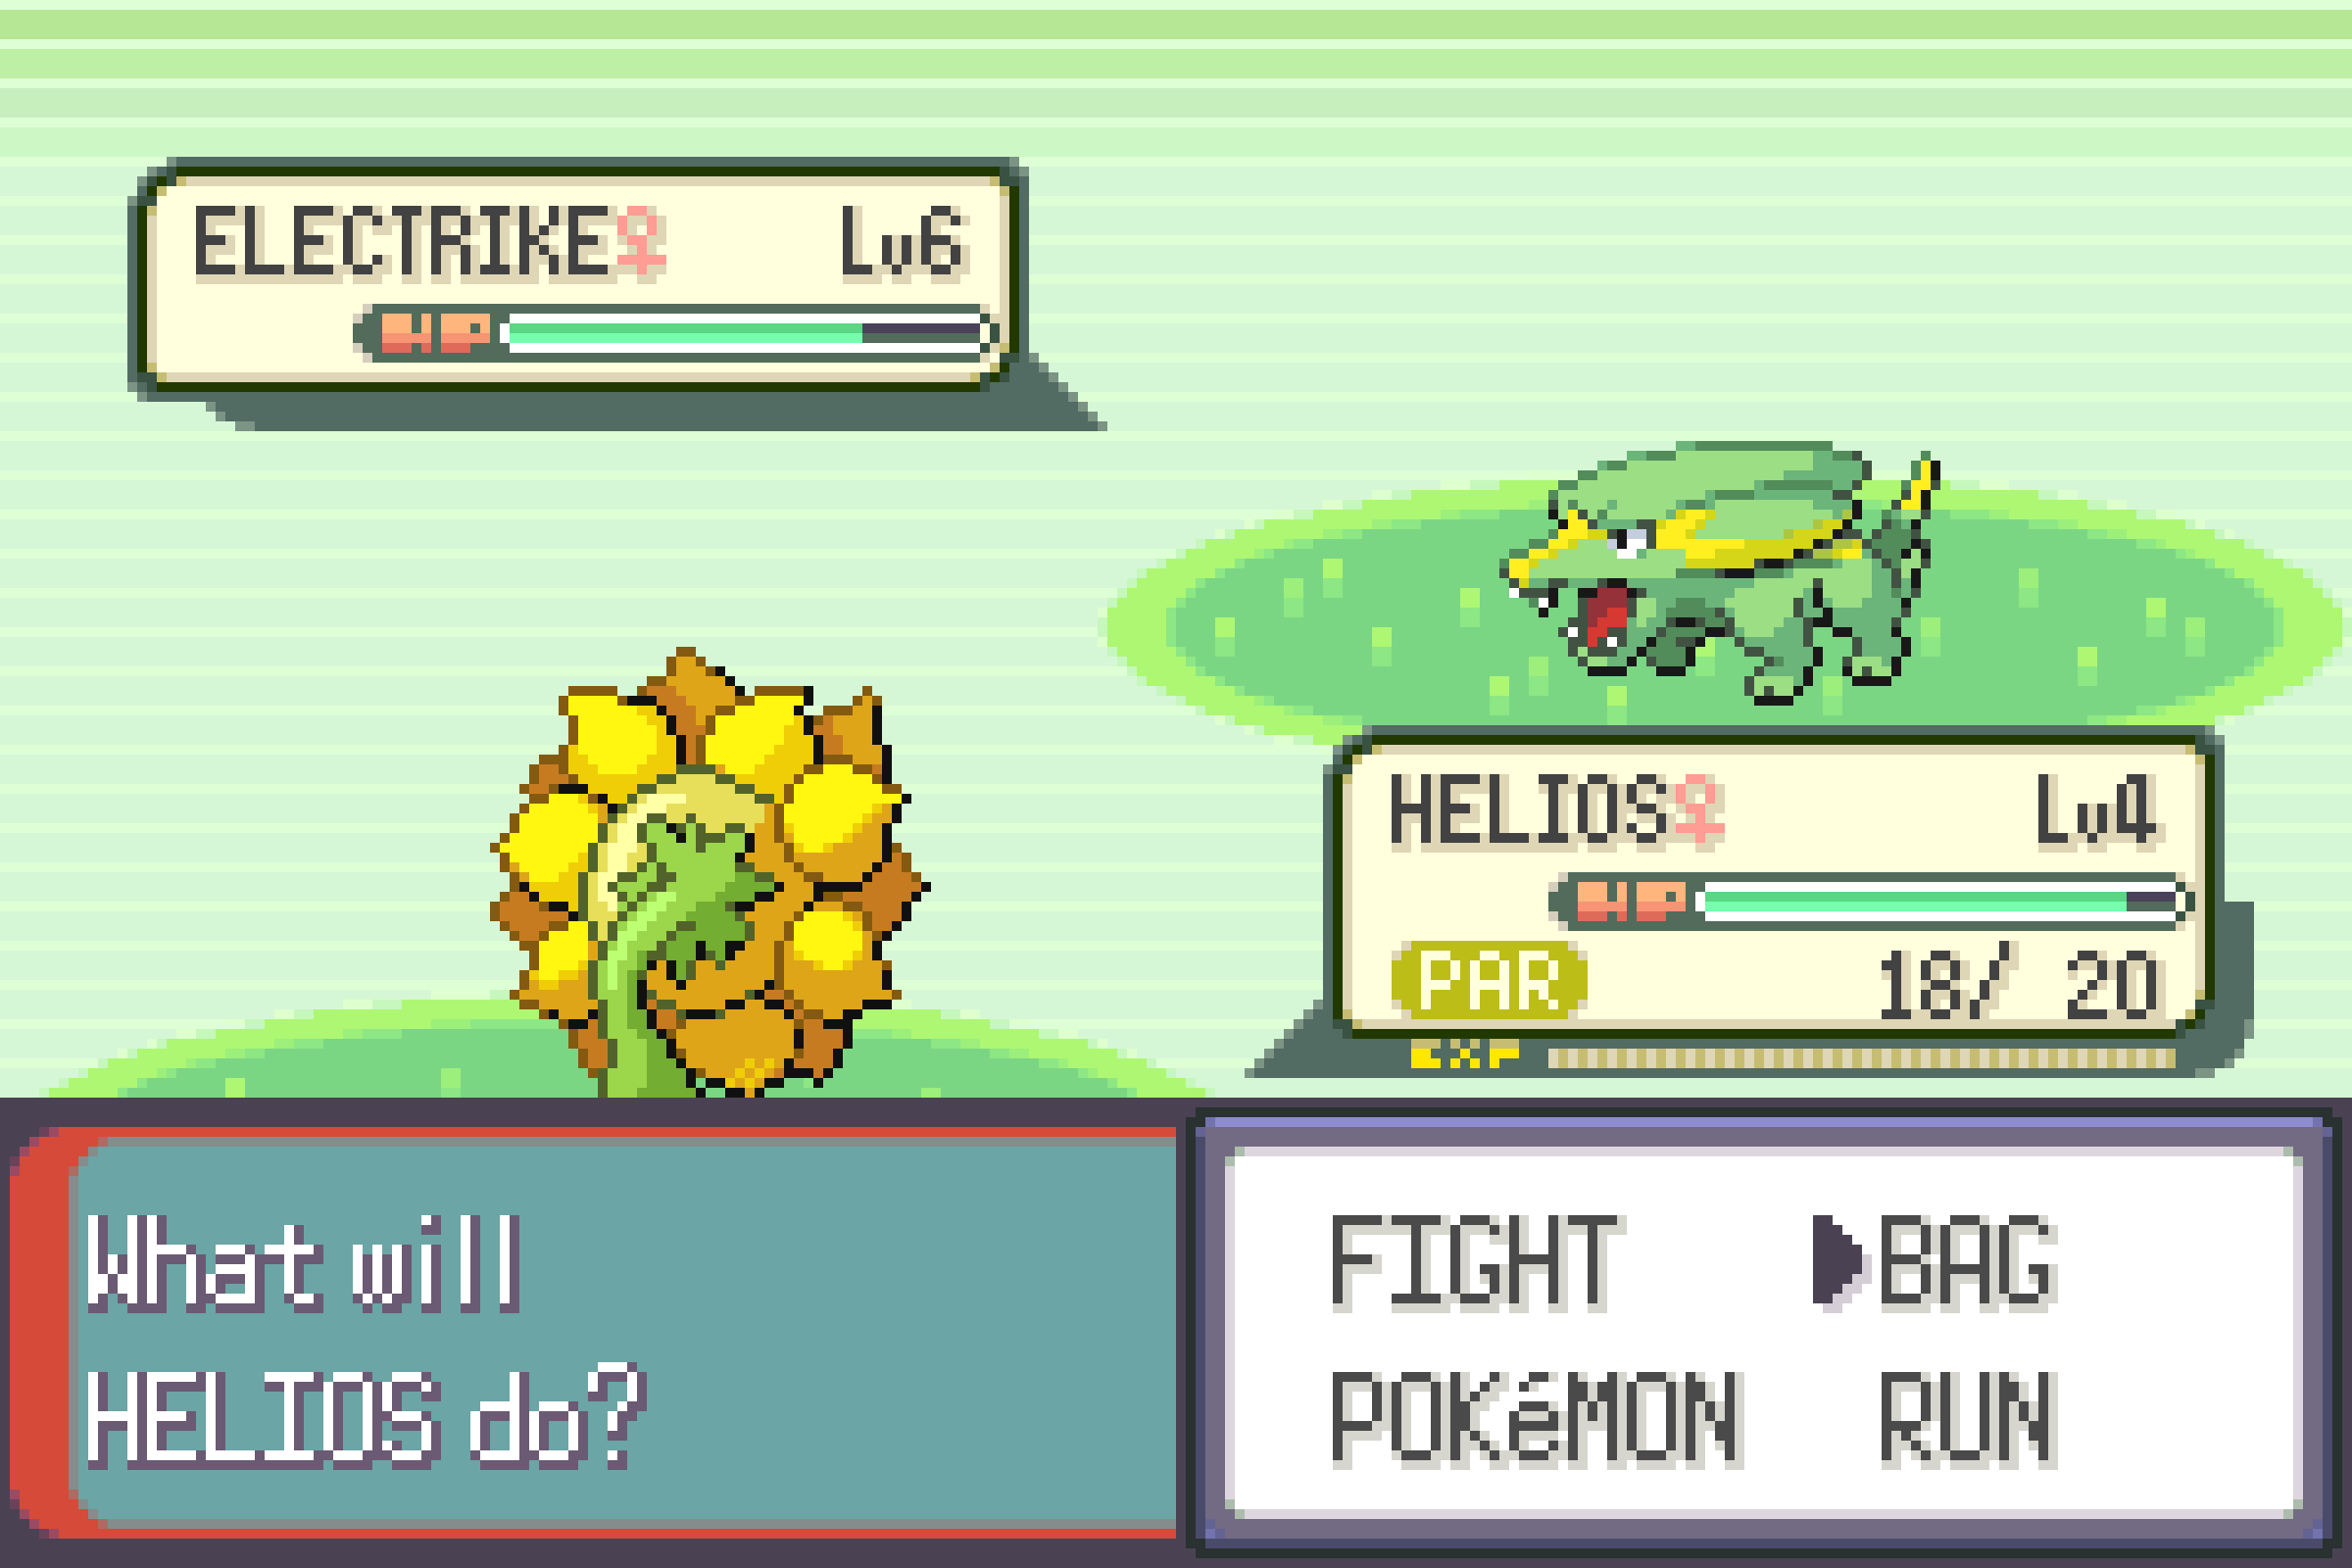 ELECTRIKE♀ Lv6
HP
HELIOS♀ Lv4
HP
PAR 18/ 20
EXP
What will
HELIOS do?
FIGHT BAG
POKéMON RUN